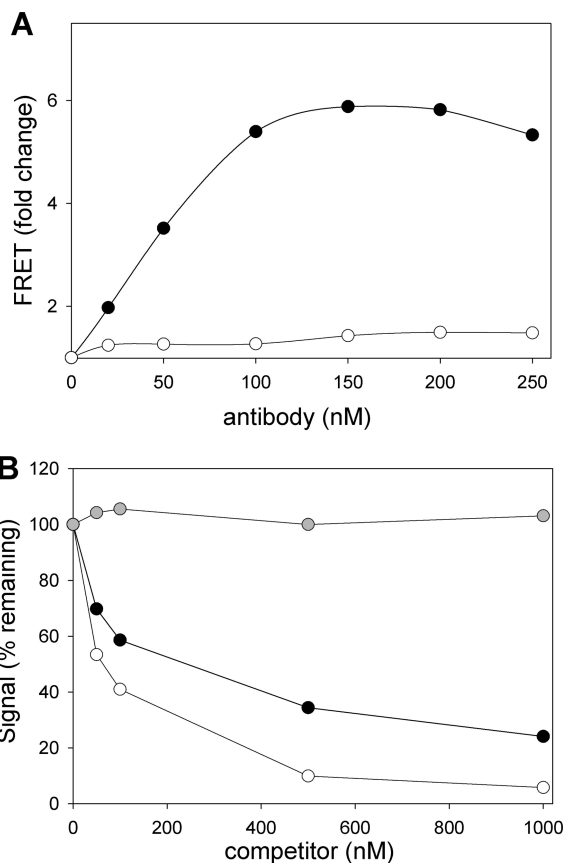 A
FRET (fold change)
6
4
2
0 50 100 150 200 250
antibody (nM)
B
Signal (% remaining)
120
100
80
60
40
20
0
0 200 400 600 800 1000
competitor (nM)